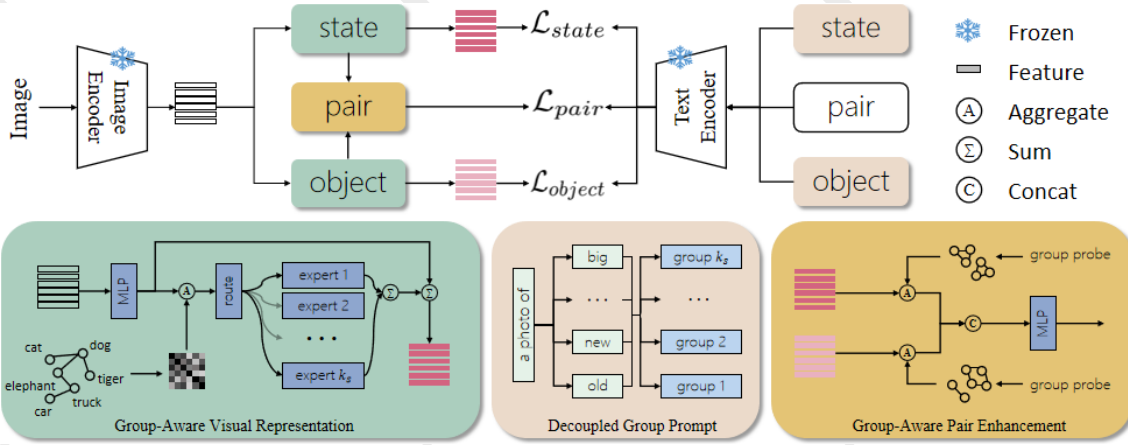 Image
Image
Encoder
state
pair
object
ℒstate
ℒpair
ℒobject
Text
Encoder
state
pair
object
Frozen
Feature
A Aggregate
Σ Sum
C Concat
MLP
A
route
expert 1
expert 2
...
expert ks
Σ
Σ
cat
dog
tiger
elephant
truck
car
Group-Aware Visual Representation
a photo of
big
...
new
old
group ks
...
group 2
group 1
Decoupled Group Prompt
group probe
A
C
MLP
A
group probe
Group-Aware Pair Enhancement